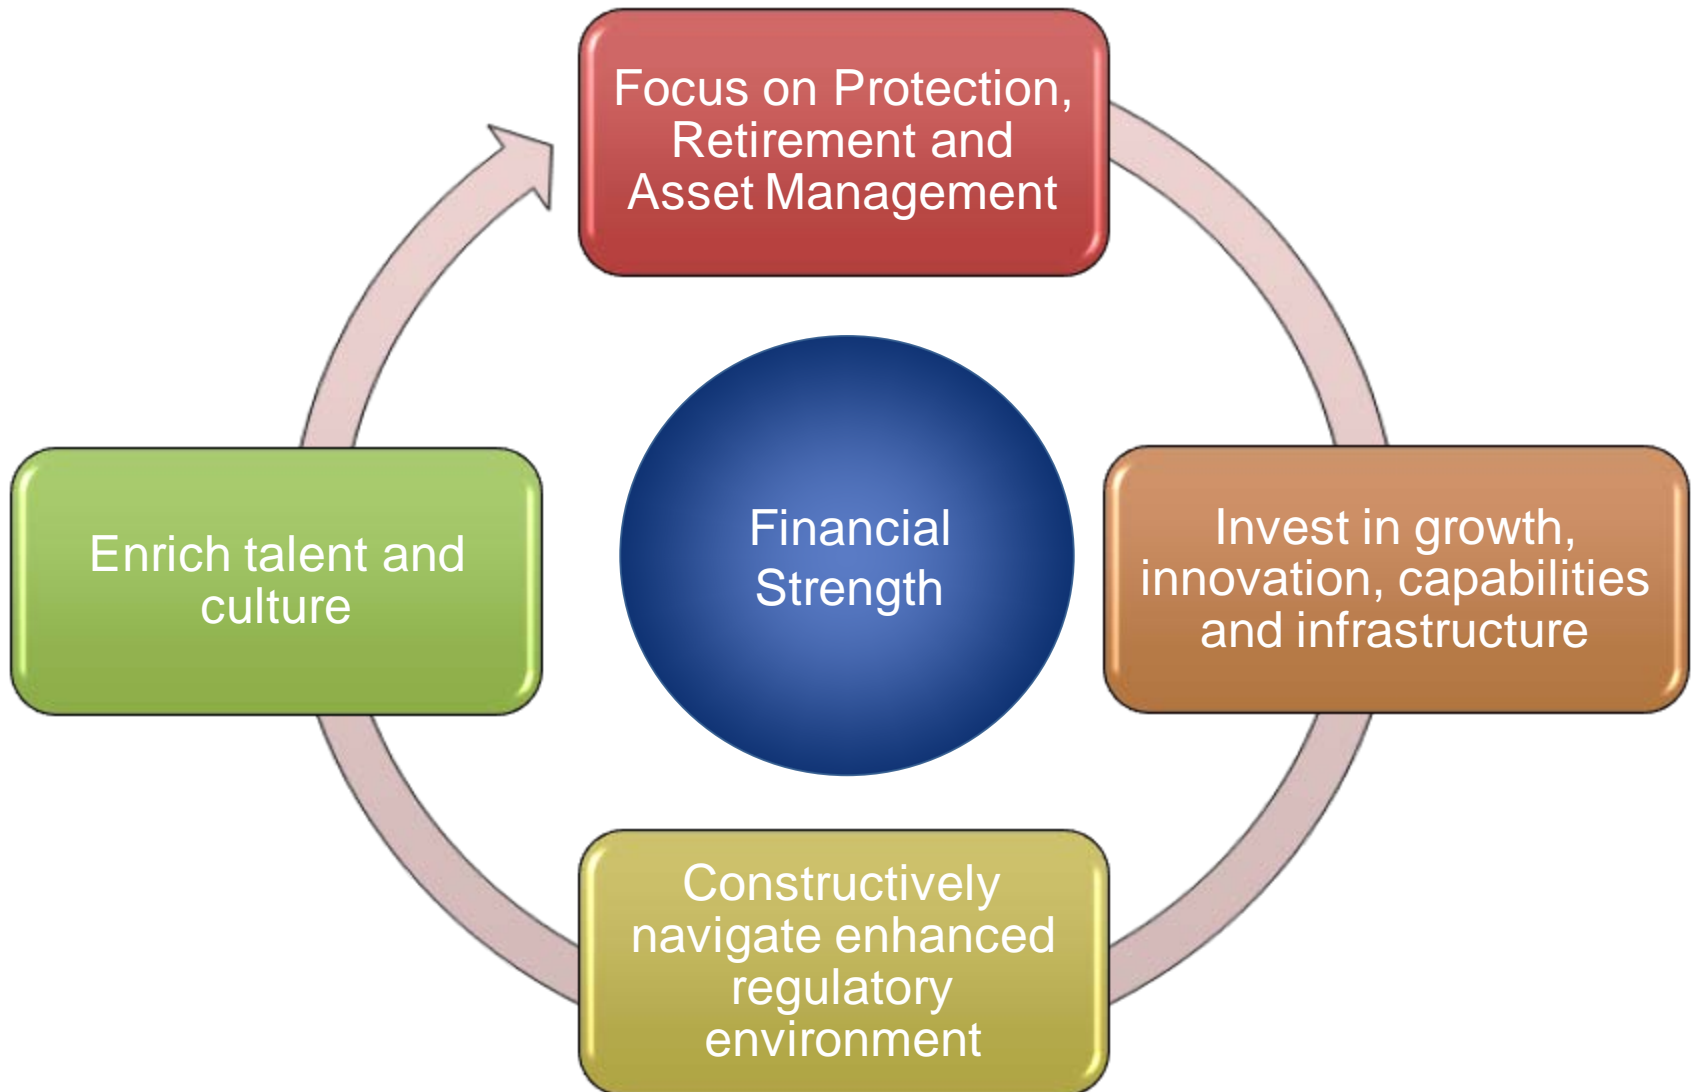 Focus on Protection,
Retirement and
Asset Management
Financial
Strength
Enrich talent and
culture
Invest in growth,
innovation, capabilities
and infrastructure
Constructively
navigate enhanced
regulatory
environment